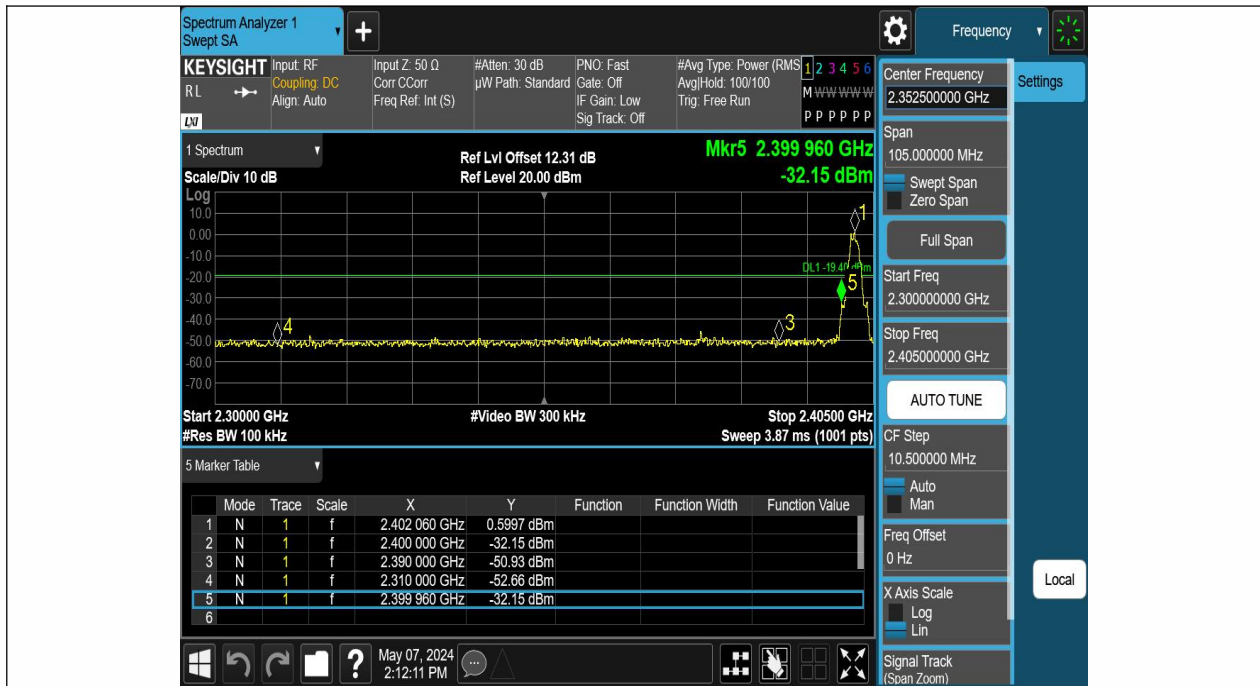 Spectrum Analyzer 1
Swept SA
+
Frequency
KEYSIGHT
RL
LXI
Input: RF
Coupling: DC
Align: Auto
Input Z: 50 Ω
Corr CCorr
Freq Ref: Int (S)
#Atten: 30 dB
µW Path: Standard
PNO: Fast
Gate: Off
IF Gain: Low
Sig Track: Off
#Avg Type: Power (RMS
Avg|Hold: 100/100
Trig: Free Run
1 2 3 4 5 6
M W W W W W
P P P P P P
1 Spectrum
Scale/Div 10 dB
Ref Lvl Offset 12.31 dB
Ref Level 20.00 dBm
Mkr5 2.399 960 GHz
-32.15 dBm
Log
10.0
0.00
-10.0
-20.0
-30.0
-40.0
-50.0
-60.0
-70.0
1
DL1 -19.40 dBm
5
4
3
Start 2.30000 GHz
#Res BW 100 kHz
#Video BW 300 kHz
Stop 2.40500 GHz
Sweep 3.87 ms (1001 pts)
5 Marker Table
Mode Trace Scale X Y Function Function Width Function Value
1 N 1 f 2.402 060 GHz 0.5997 dBm
2 N 1 f 2.400 000 GHz -32.15 dBm
3 N 1 f 2.390 000 GHz -50.93 dBm
4 N 1 f 2.310 000 GHz -52.66 dBm
5 N 1 f 2.399 960 GHz -32.15 dBm
6
?
May 07, 2024
2:12:11 PM
Center Frequency
2.352500000 GHz
Settings
Span
105.000000 MHz
Swept Span
Zero Span
Full Span
Start Freq
2.300000000 GHz
Stop Freq
2.405000000 GHz
AUTO TUNE
CF Step
10.500000 MHz
Auto
Man
Freq Offset
0 Hz
Local
X Axis Scale
Log
Lin
Signal Track
(Span Zoom)